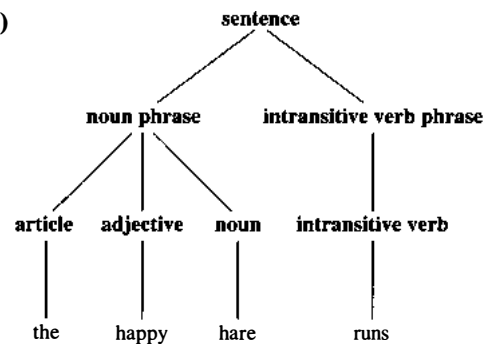 )
sentence
noun phrase intransitive verb phrase
article adjective noun intransitive verb
the happy hare runs